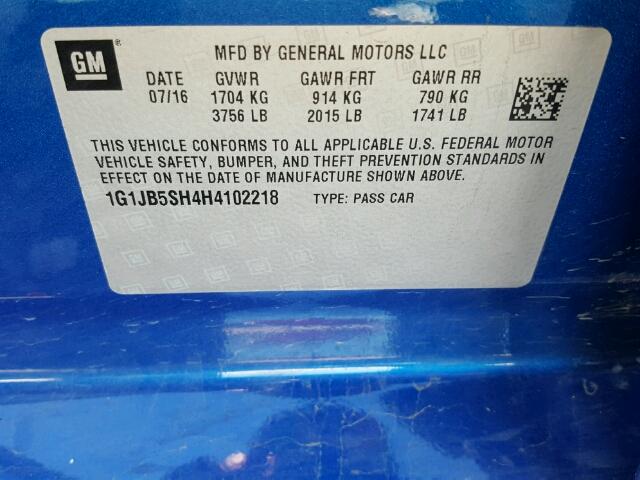 GM ®
MFD BY GENERAL MOTORS LLC
DATE GVWR GAWR FRT GAWR RR
07/16 1704 KG 914 KG 790 KG
3756 LB 2015 LB 1741 LB
THIS VEHICLE CONFORMS TO ALL APPLICABLE U.S. FEDERAL MOTOR
VEHICLE SAFETY, BUMPER, AND THEFT PREVENTION STANDARDS IN
EFFECT ON THE DATE OF MANUFACTURE SHOWN ABOVE.
1G1JB5SH4H4102218 TYPE: PASS CAR